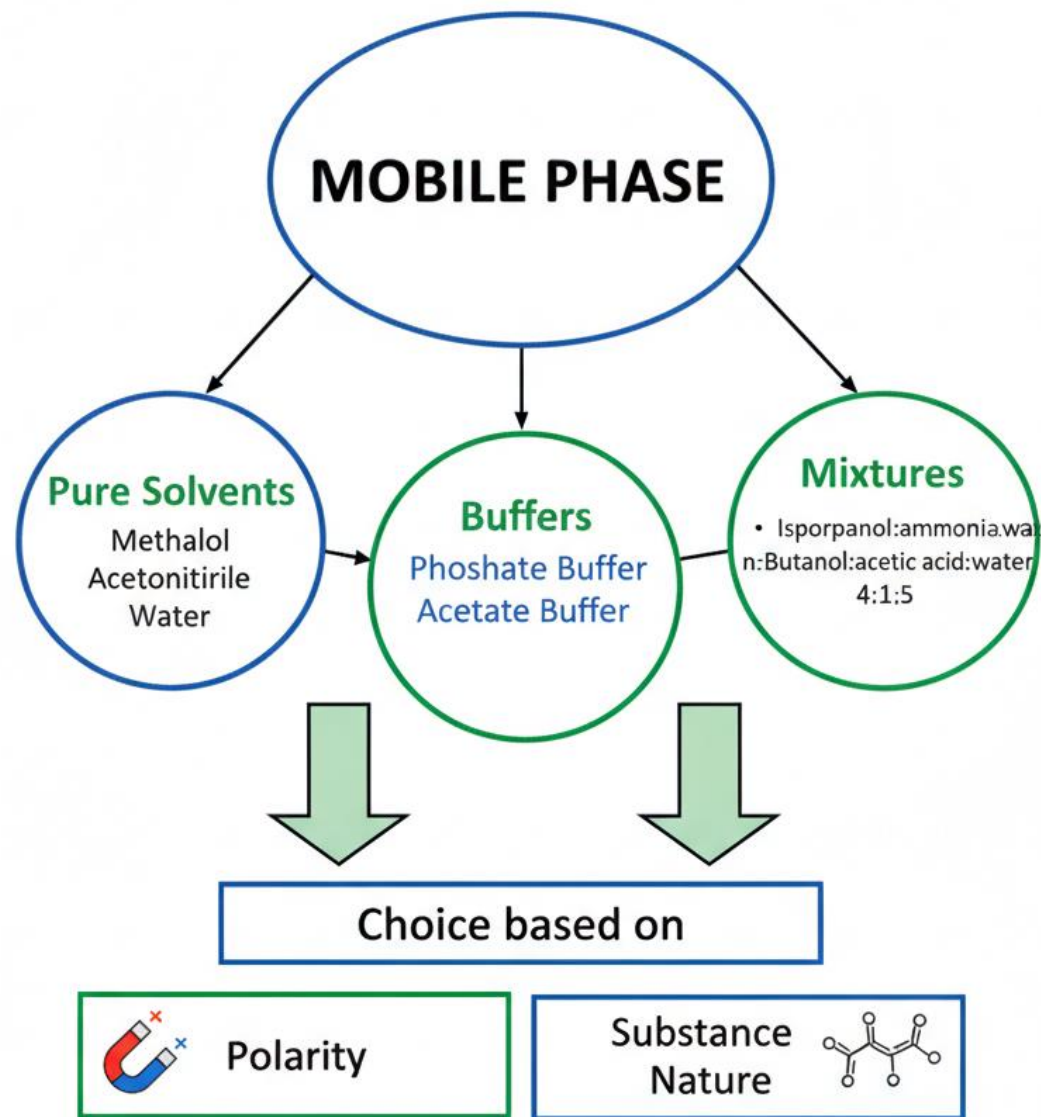 MOBILE PHASE
Pure Solvents
Methalol
Acetonitirile
Water
Buffers
Phoshate Buffer
Acetate Buffer
Mixtures
• Isporpanol:ammonia:wa
n:Butanol:acetic acid:water
4:1:5
Choice based on
Polarity
Substance
Nature